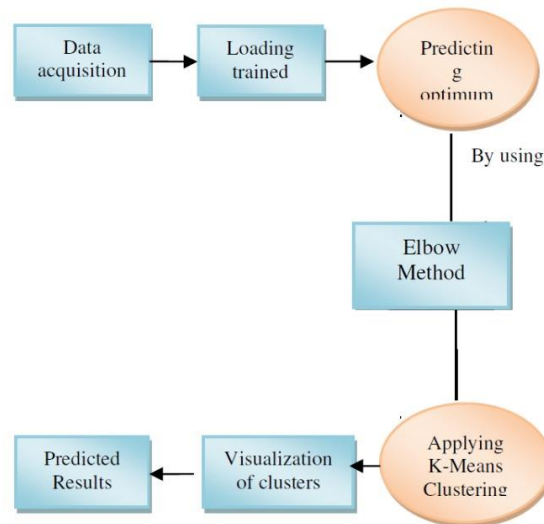 Data
acquisition
Loading
trained
Predictin
g
optimum
By using
Elbow
Method
Applying
K-Means
Clustering
Visualization
of clusters
Predicted
Results